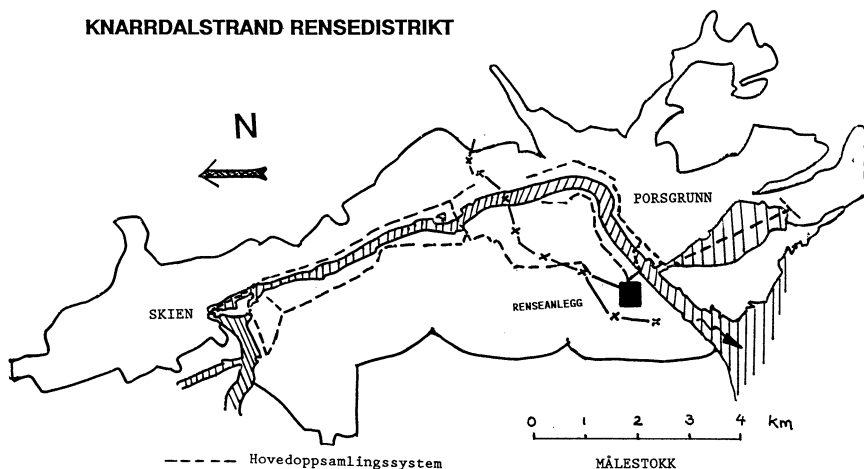 KNARRDALSTRAND RENSEDISTRIKT
N
PORSGRUNN
SKIEN
RENSEANLEGG
0 1 2 3 4 km
Hovedoppsamlingssystem
MÅLESTOKK